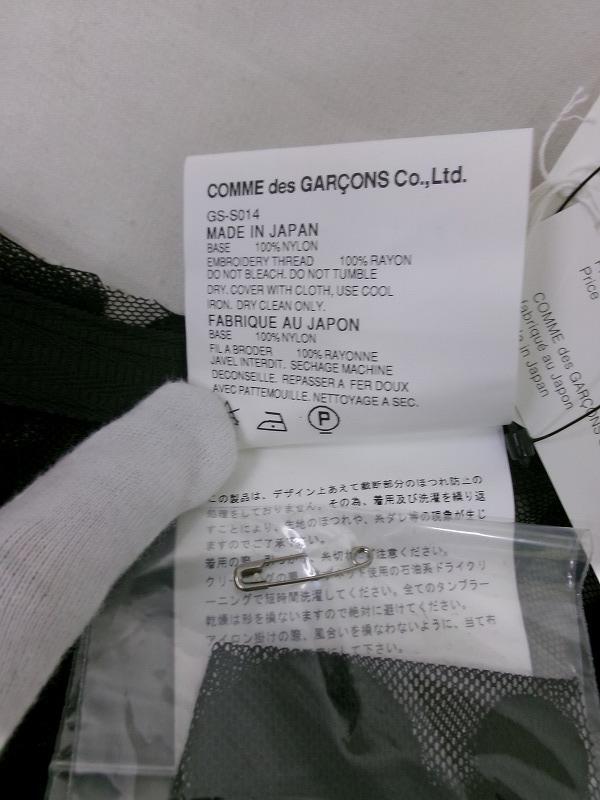 COMME des GARÇONS Co.,Ltd.
GS-S014
MADE IN JAPAN
BASE 100%NYLON
EMBROIDERY THREAD 100%RAYON
DO NOT BLEACH. DO NOT TUMBLE
DRY. COVER WITH CLOTH, USE COOL
IRON. DRY CLEAN ONLY.
FABRIQUE AU JAPON
BASE 100%NYLON
FIL A BRODER 100%RAYONNE
JAVEL INTERDIT. SECHAGE MACHINE
DECONSEILLE. REPASSER A FER DOUX
AVEC PATTEMOUILLE. NETTOYAGE A SEC.
P
この製品は、デザイン上あえて裁断部分のほつれ防止の
処理をしておりません。その為、着用及び洗濯を繰り返
すことにより、生地のほつれや、糸ダレ等の現象が生じ
ますのでご了承下さい。
着用の際、糸切れ注意ください。
クリーニングの際、ネット使用の石油系ドライクリ
ーニングで短時間洗濯してください。全てのタンブラー
乾燥は形を損ないますので絶対に避けてください。
アイロン掛けの際、風合いを損なわないように、当て布
にして下さい。
Price
COMME des GARÇONS
fabriqué au Japon
in Japan